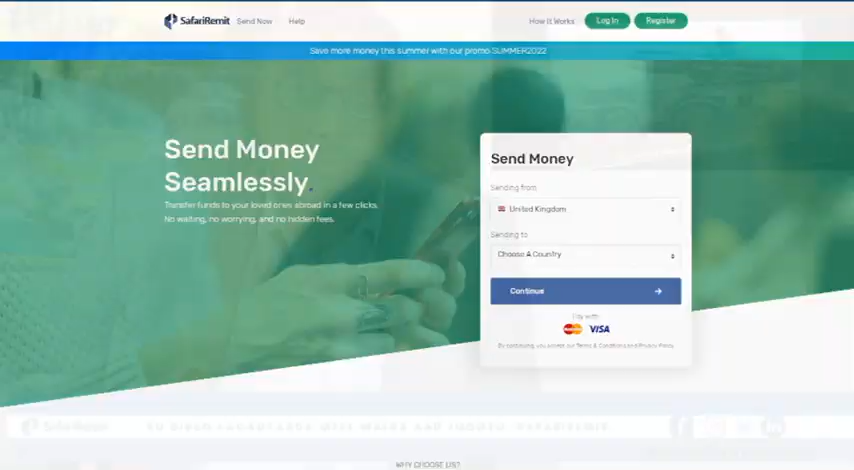 SafariRemit Send Now Help How It Works Log In Register
Save more money this summer with our promo SUMMER2022
Send Money
Seamlessly.
Transfer funds to your loved ones abroad in a few clicks.
No waiting, no worrying, and no hidden fees.
Send Money
Sending from
United Kingdom
Sending to
Choose A Country
Continue
Pay with
MasterCard VISA
By continuing, you accept our Terms & Conditions and Privacy Policy
SafariRemit
WHY CHOOSE US?